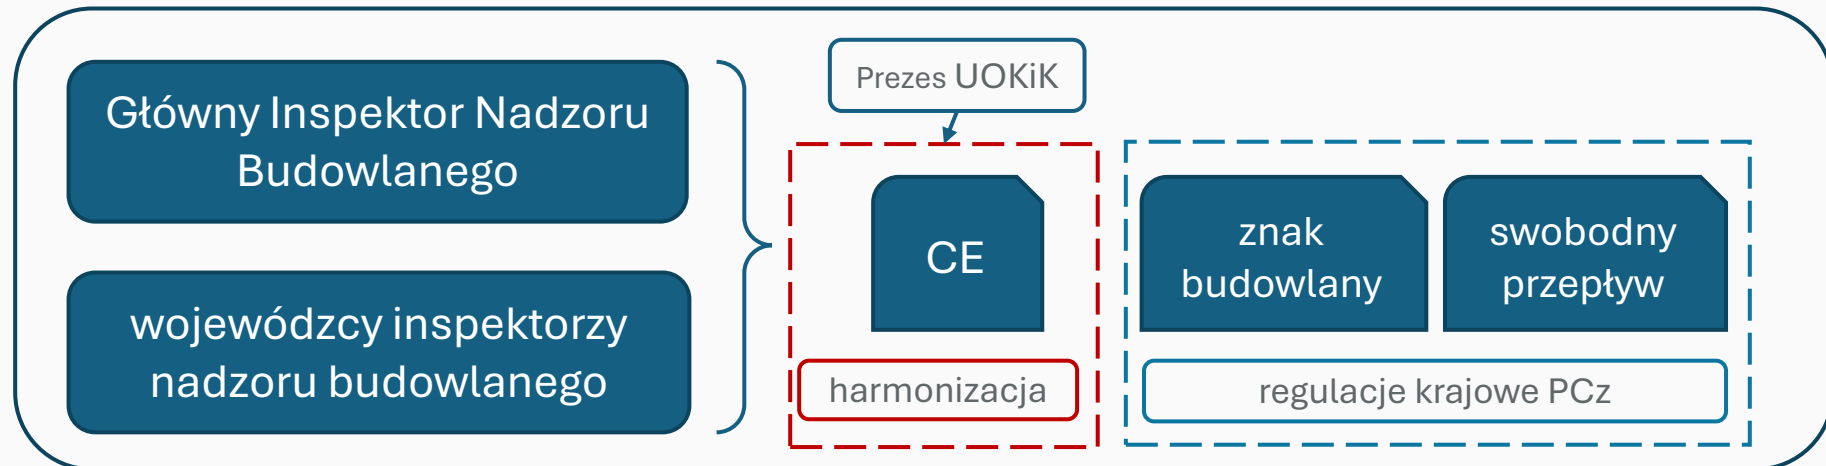 Główny Inspektor Nadzoru
Budowlanego
wojewódzcy inspektorzy
nadzoru budowlanego
Prezes UOKiK
CE
harmonizacja
znak
budowlany
swobodny
przepływ
regulacje krajowe PCz